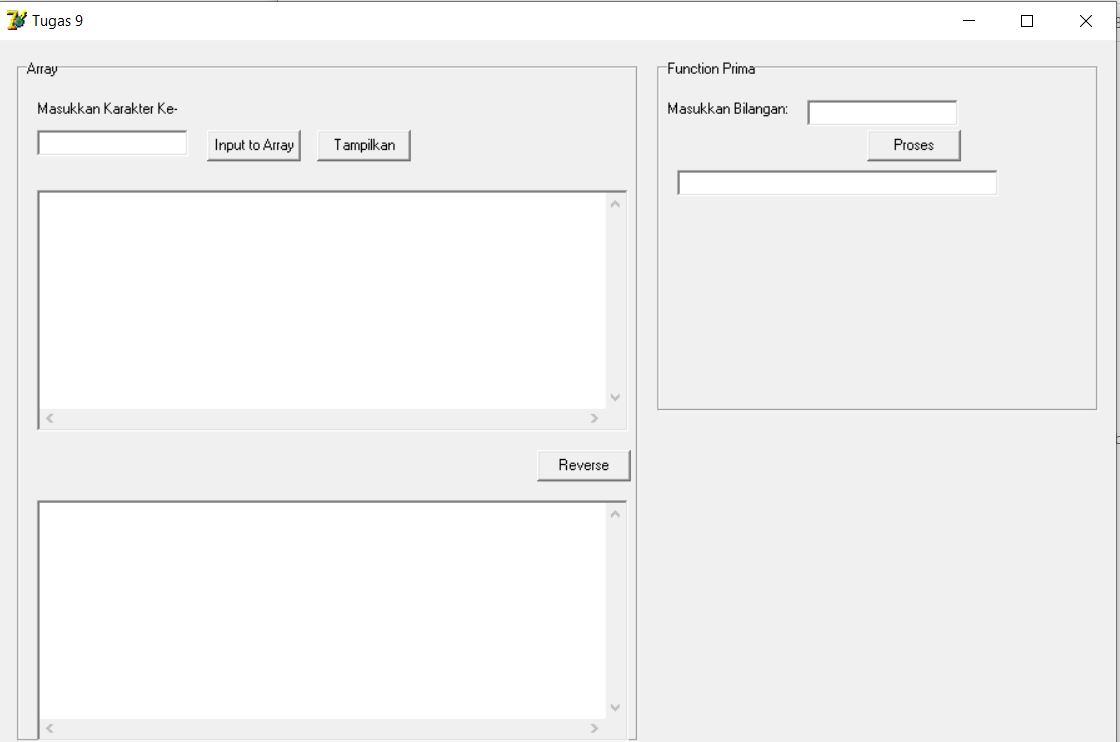 Tugas 9
Array
Masukkan Karakter Ke-
Input to Array
Tampilkan
Reverse
Function Prima
Masukkan Bilangan:
Proses